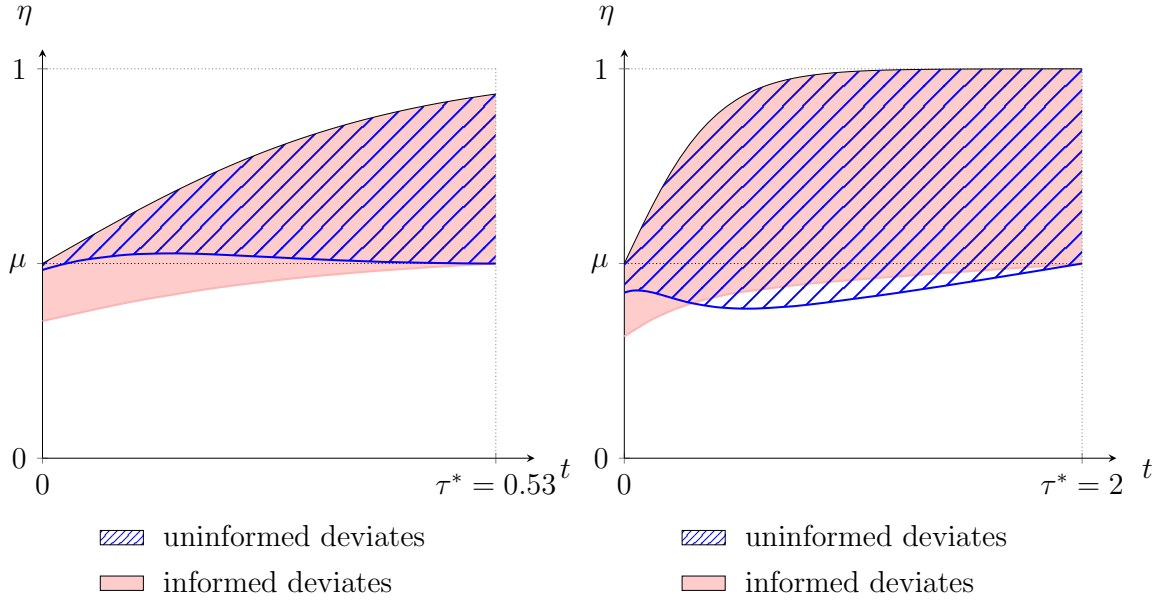 η
1
μ
0
0
τ* = 0.53
t
uninformed deviates
informed deviates
η
1
μ
0
0
τ* = 2
t
uninformed deviates
informed deviates